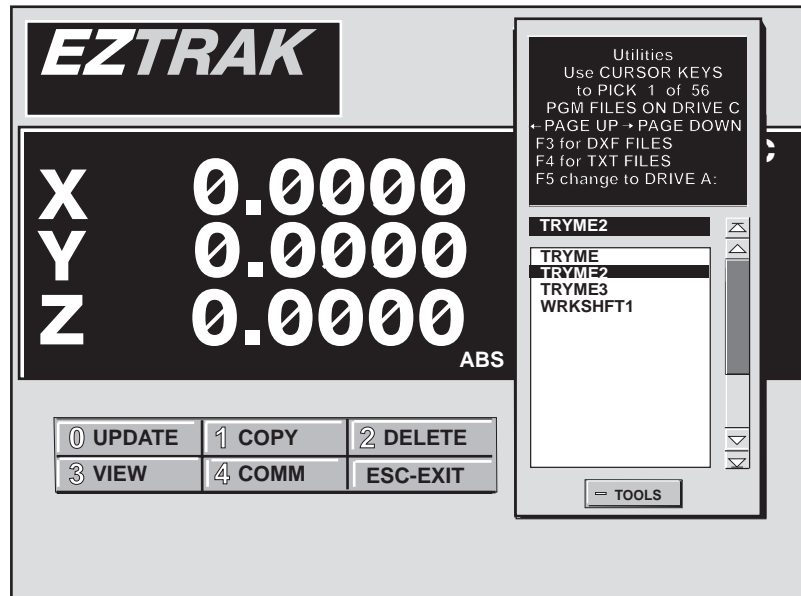 EZTRAK
Utilities
Use CURSOR KEYS
to PICK 1 of 56
PGM FILES ON DRIVE C
←PAGE UP → PAGE DOWN
F3 for DXF FILES
F4 for TXT FILES
F5 change to DRIVE A:
X 0.0000
Y 0.0000
Z 0.0000
ABS
TRYME2
TRYME
TRYME2
TRYME3
WRKSHFT1
0 UPDATE 1 COPY 2 DELETE
3 VIEW 4 COMM ESC-EXIT
− TOOLS